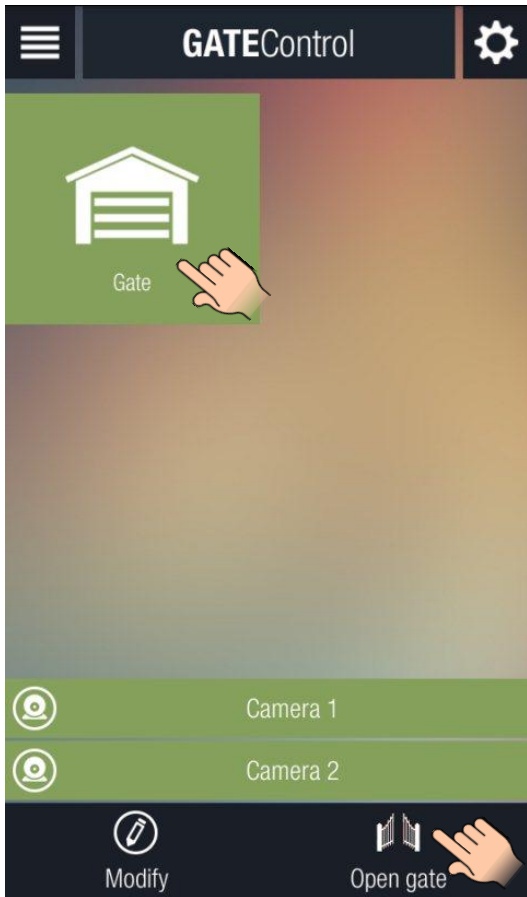 GATEControl
Gate
Camera 1
Camera 2
Modify
Open gate